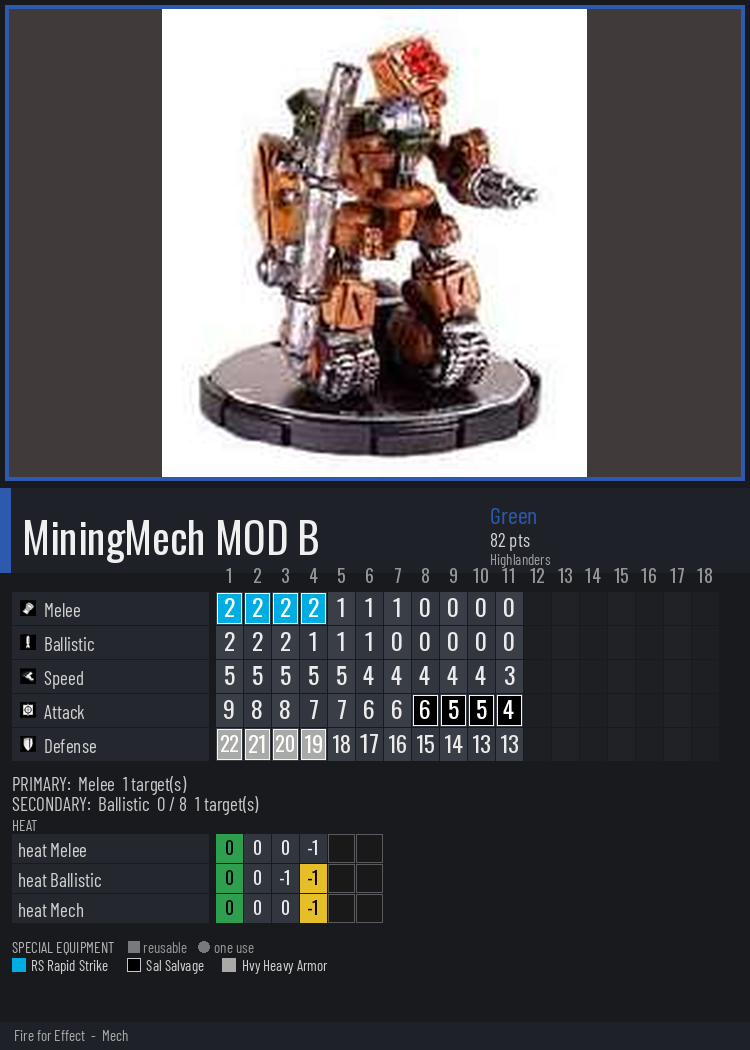 MiningMech MOD B
Green
82 pts
Highlanders
1 2 3 4 5 6 7 8 9 10 11 12 13 14 15 16 17 18
Melee 2 2 2 2 1 1 1 0 0 0 0
Ballistic 2 2 2 1 1 1 0 0 0 0 0
Speed 5 5 5 5 5 4 4 4 4 4 3
Attack 9 8 8 7 7 6 6 6 5 5 4
Defense 22 21 20 19 18 17 16 15 14 13 13
PRIMARY: Melee 1 target(s)
SECONDARY: Ballistic 0 / 8 1 target(s)
HEAT
heat Melee 0 0 0 -1
heat Ballistic 0 0 -1 -1
heat Mech 0 0 0 -1
SPECIAL EQUIPMENT reusable one use
RS Rapid Strike Sal Salvage Hvy Heavy Armor
Fire for Effect - Mech